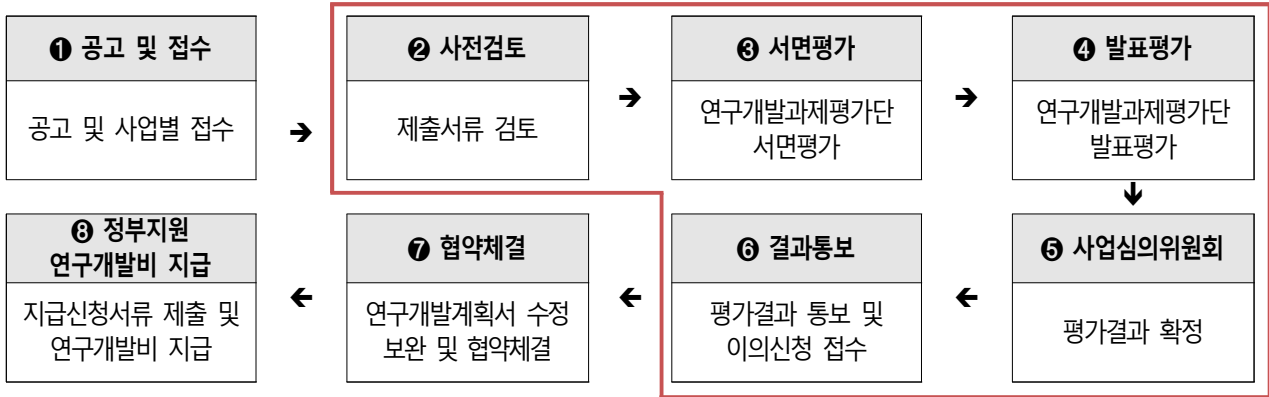 ❶ 공고 및 접수
공고 및 사업별 접수
➔
❷ 사전검토
제출서류 검토
➔
❸ 서면평가
연구개발과제평가단
서면평가
➔
❹ 발표평가
연구개발과제평가단
발표평가
🡫
❺ 사업심의위원회
평가결과 확정
🡨
❻ 결과통보
평가결과 통보 및
이의신청 접수
🡨
❼ 협약체결
연구개발계획서 수정
보완 및 협약체결
🡨
❽ 정부지원
연구개발비 지급
지급신청서류 제출 및
연구개발비 지급